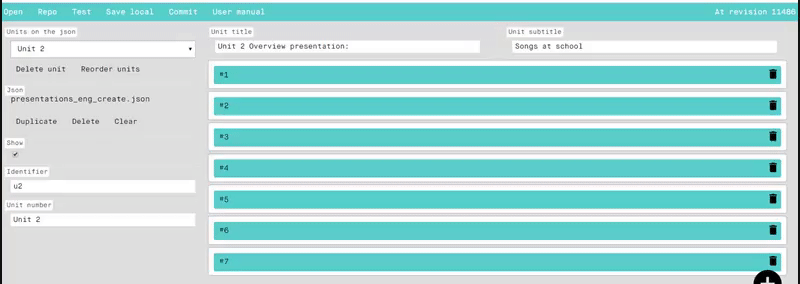 Open Repo Test Save local Commit User manual At revision 11486
Units on the json
Unit 2
Delete unit Reorder units
Json
presentations_eng_create.json
Duplicate Delete Clear
Show
Identifier
u2
Unit number
Unit 2
Unit title
Unit 2 Overview presentation:
Unit subtitle
Songs at school
#1
#2
#3
#4
#5
#6
#7